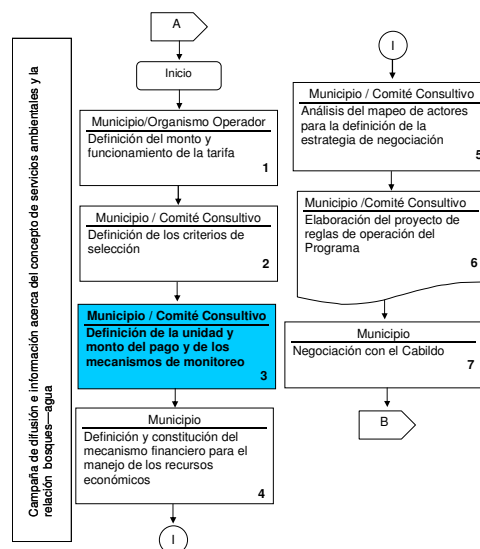 Campaña de difusión e información acerca del concepto de servicios ambientales y la
relación bosques—agua
A
Inicio
Municipio/Organismo Operador
Definición del monto y
funcionamiento de la tarifa
1
Municipio / Comité Consultivo
Definición de los criterios de
selección
2
Municipio / Comité Consultivo
Definición de la unidad y
monto del pago y de los
mecanismos de monitoreo
3
Municipio
Definición y constitución del
mecanismo financiero para el
manejo de los recursos
económicos
4
I
I
Municipio / Comité Consultivo
Análisis del mapeo de actores
para la definición de la
estrategia de negociación
5
Municipio /Comité Consultivo
Elaboración del proyecto de
reglas de operación del
Programa
6
Municipio
Negociación con el Cabildo
7
B